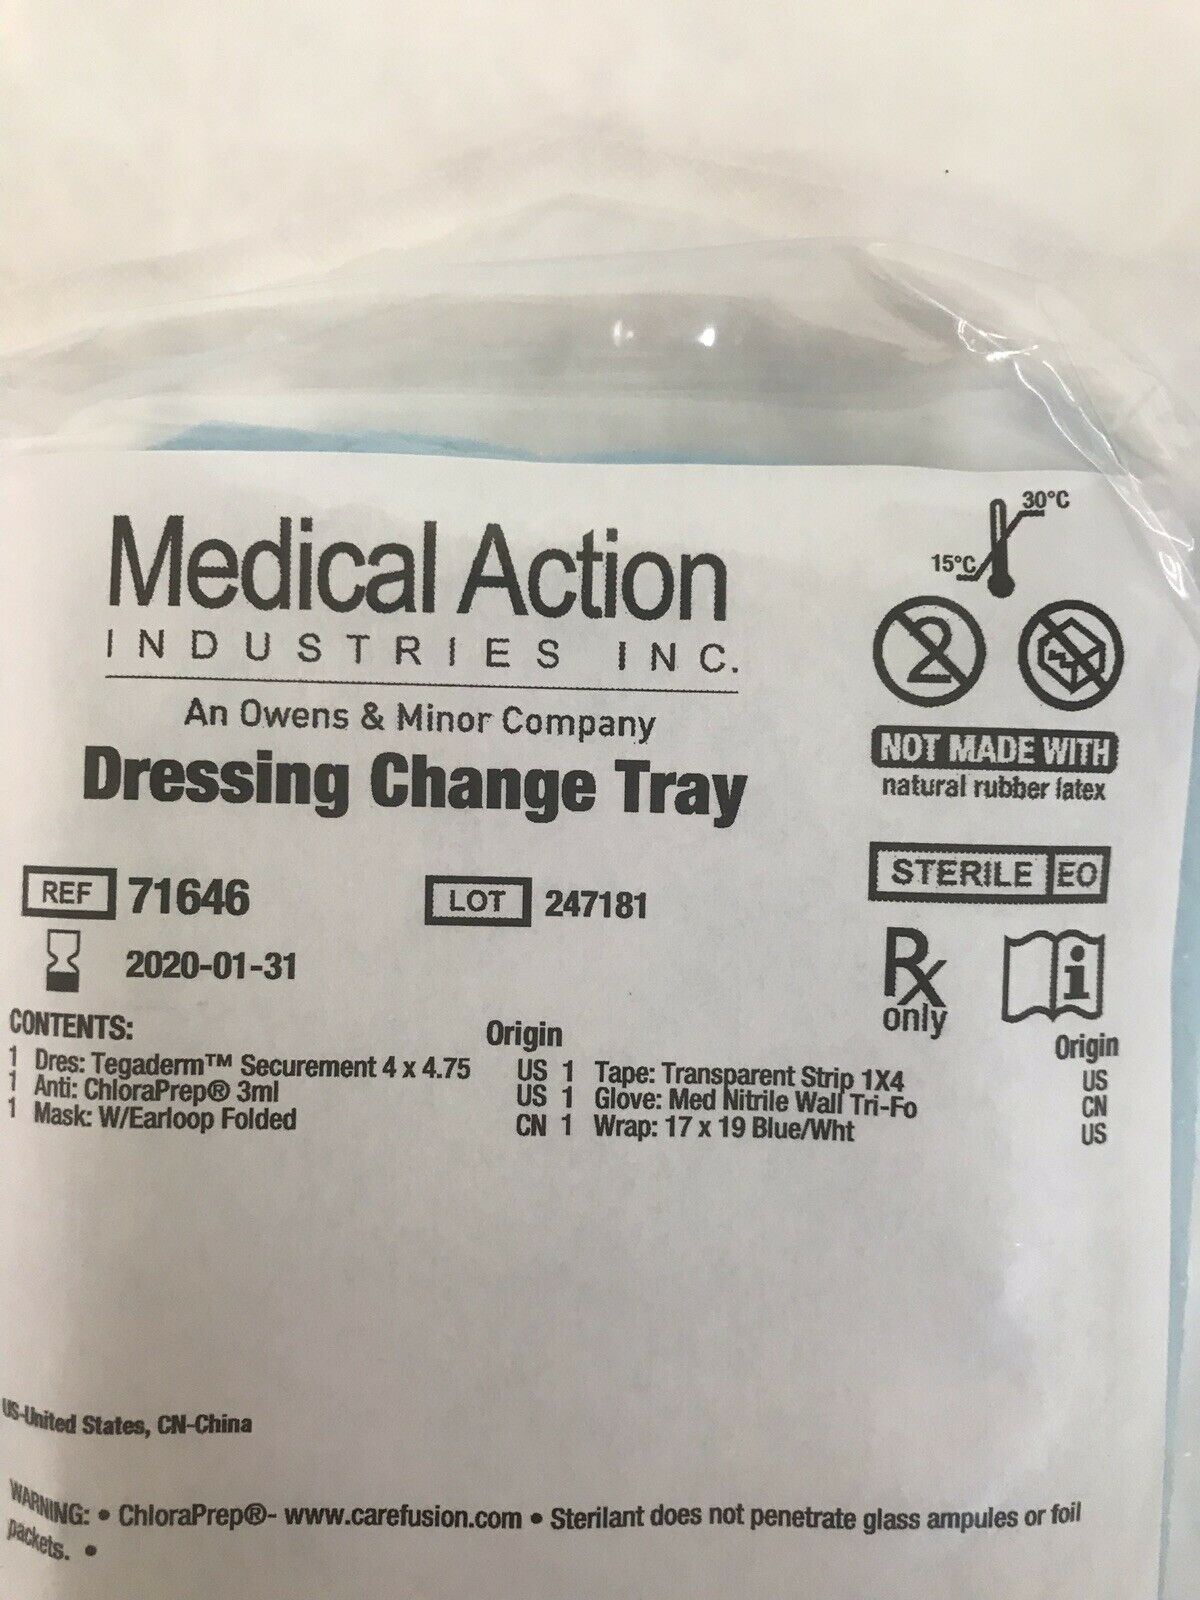 30°C
15°C
Medical Action
INDUSTRIES INC.
An Owens & Minor Company
Dressing Change Tray
2
NOT MADE WITH
natural rubber latex
STERILE EO
REF 71646
LOT 247181
2020-01-31
Rx only
i
CONTENTS: Origin Origin
1 Dres: Tegaderm™ Securement 4 x 4.75 US 1 Tape: Transparent Strip 1X4 US
1 Anti: ChloraPrep® 3ml US 1 Glove: Med Nitrile Wall Tri-Fo CN
1 Mask: W/Earloop Folded CN 1 Wrap: 17 x 19 Blue/Wht US
US-United States, CN-China
WARNING: • ChloraPrep®- www.carefusion.com • Sterilant does not penetrate glass ampules or foil
packets. •